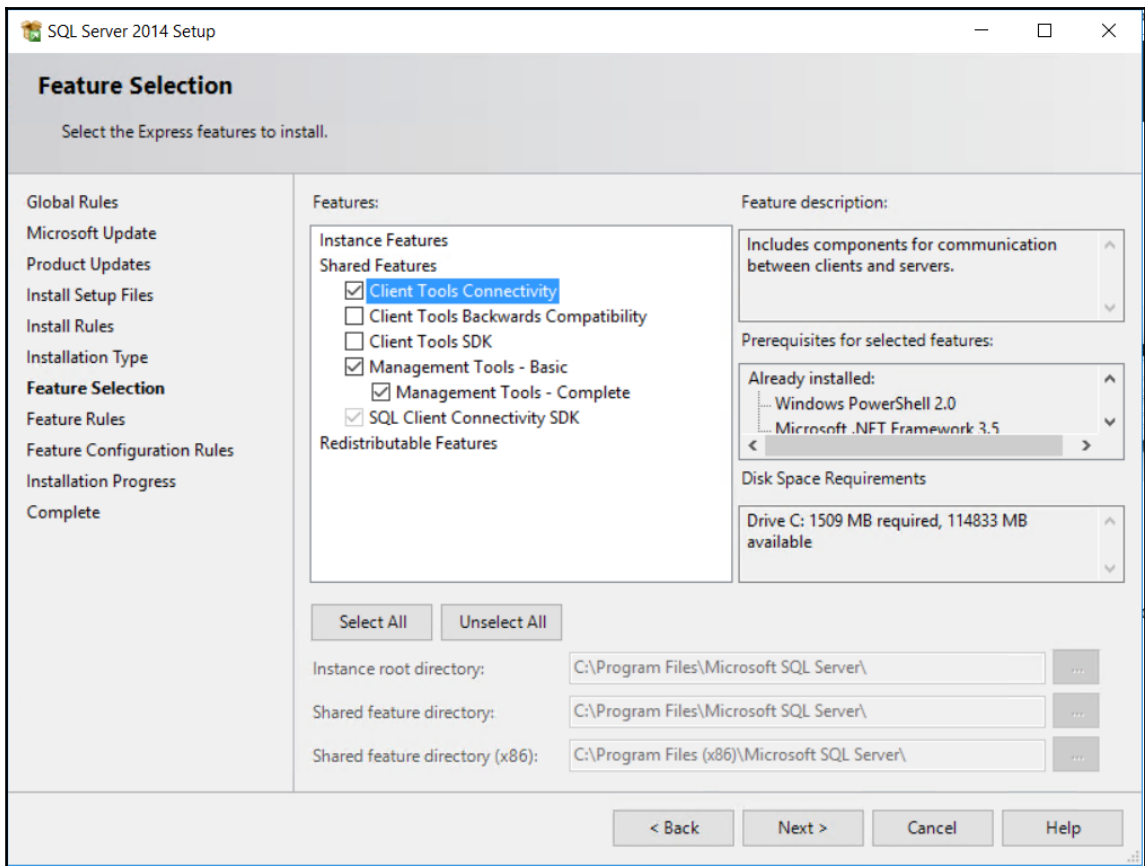 SQL Server 2014 Setup
Feature Selection
Select the Express features to install.
Global Rules
Microsoft Update
Product Updates
Install Setup Files
Install Rules
Installation Type
Feature Selection
Feature Rules
Feature Configuration Rules
Installation Progress
Complete
Features:
Instance Features
Shared Features
Client Tools Connectivity
Client Tools Backwards Compatibility
Client Tools SDK
Management Tools - Basic
Management Tools - Complete
SQL Client Connectivity SDK
Redistributable Features
Feature description:
Includes components for communication
between clients and servers.
Prerequisites for selected features:
Already installed:
Windows PowerShell 2.0
Microsoft .NET Framework 3.5
Disk Space Requirements
Drive C: 1509 MB required, 114833 MB
available
Select All
Unselect All
Instance root directory:
C:\Program Files\Microsoft SQL Server\
...
Shared feature directory:
C:\Program Files\Microsoft SQL Server\
...
Shared feature directory (x86):
C:\Program Files (x86)\Microsoft SQL Server\
...
< Back
Next >
Cancel
Help